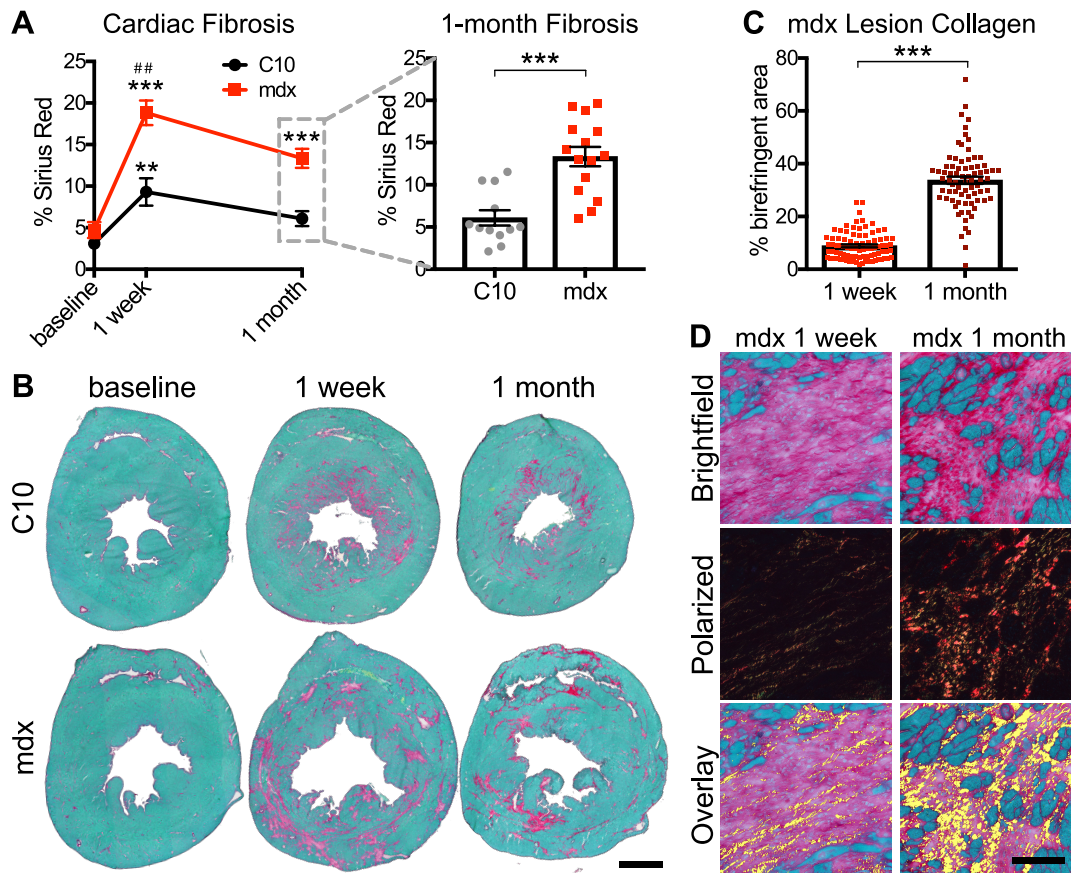 A
Cardiac Fibrosis
% Sirius Red
25
20
15
10
5
0
##
***
**
***
C10
mdx
baseline
1 week
1 month
1-month Fibrosis
% Sirius Red
25
20
15
10
5
0
***
C10
mdx
C
mdx Lesion Collagen
% birefringent area
80
60
40
20
0
***
1 week
1 month
B
baseline
1 week
1 month
C10
mdx
D
mdx 1 week
mdx 1 month
Brightfield
Polarized
Overlay